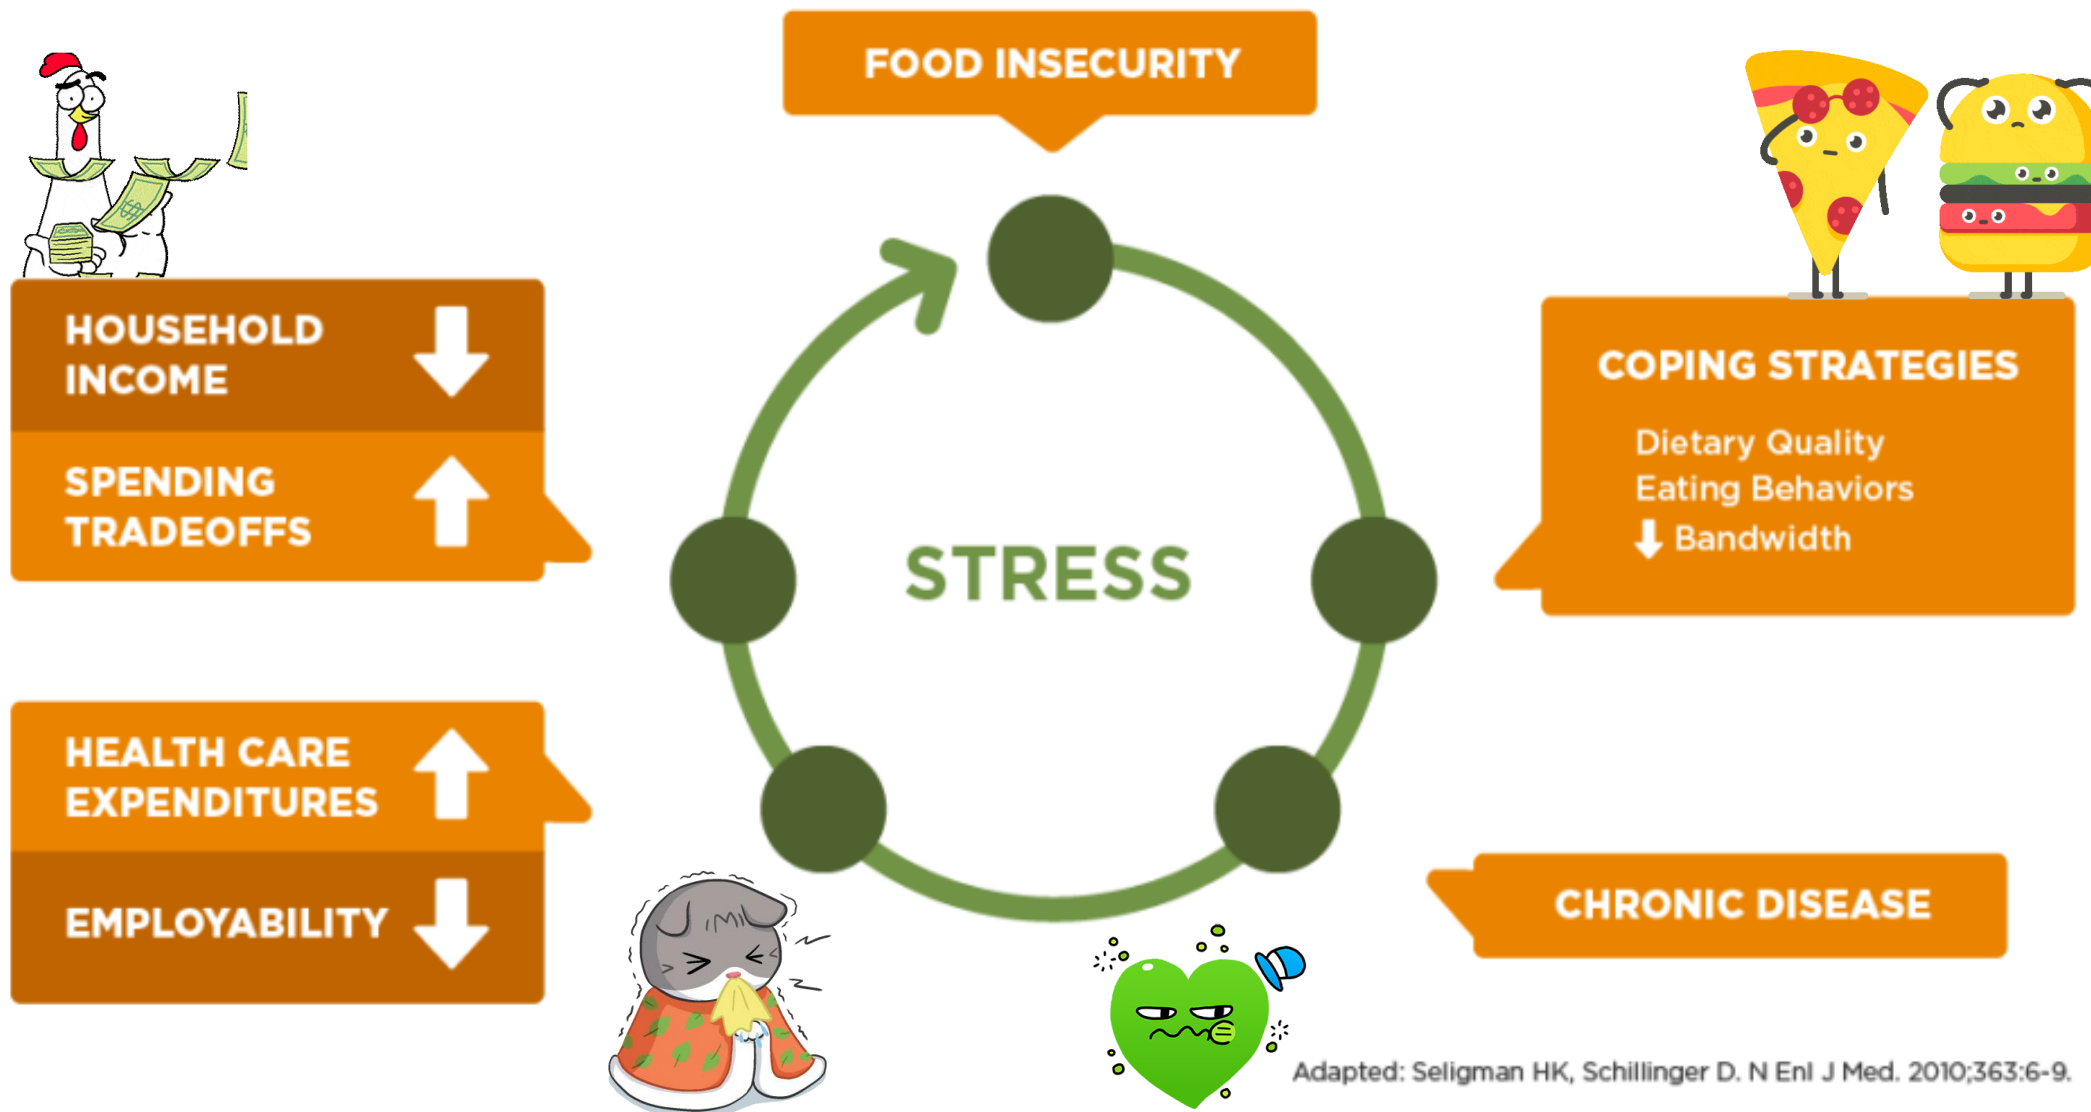 FOOD INSECURITY
HOUSEHOLD
INCOME
SPENDING
TRADEOFFS
STRESS
COPING STRATEGIES
Dietary Quality
Eating Behaviors
Bandwidth
HEALTH CARE
EXPENDITURES
EMPLOYABILITY
CHRONIC DISEASE
Adapted: Seligman HK, Schillinger D. N Enl J Med. 2010;363:6-9.